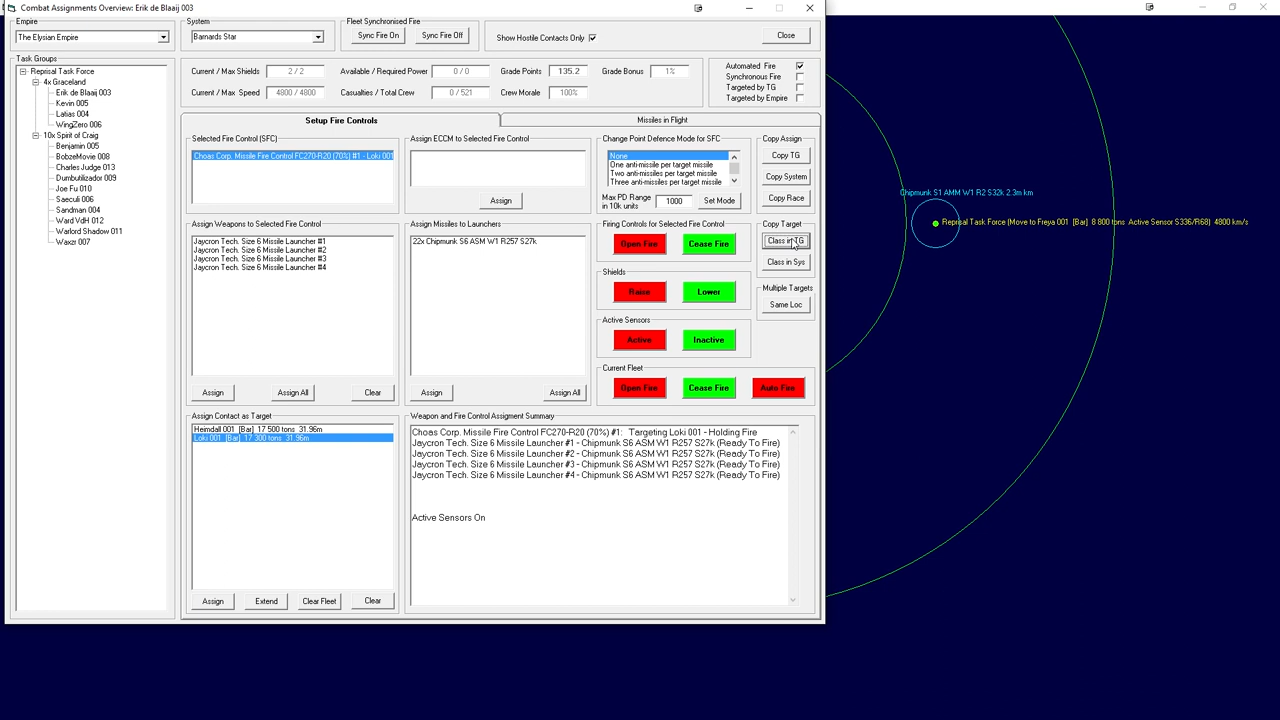 Combat Assignments Overview: Erik de Blaaij 003
Empire
The Elysian Empire
System
Barnards Star
Fleet Synchronised Fire
Sync Fire On
Sync Fire Off
Show Hostile Contacts Only
Close
Task Groups
Reprisal Task Force
4x Graceland
Erik de Blaaij 003
Kevin 005
Latias 004
WingZero 006
10x Spirit of Craig
Benjamin 005
BobzeMovie 008
Charles Judge 013
Dumbutilizador 009
Joe Fu 010
Saeculi 006
Sandman 004
Ward VdH 012
Warlord Shadow 011
Waxzi 007
Current / Max Shields
2 / 2
Available / Required Power
0 / 0
Grade Points
135.2
Grade Bonus
1%
Current / Max Speed
4800 / 4800
Casualties / Total Crew
0 / 521
Crew Morale
100%
Automated Fire
Synchronous Fire
Targeted by TG
Targeted by Empire
Setup Fire Controls
Missiles in Flight
Selected Fire Control (SFC)
Choas Corp. Missile Fire Control FC270-R20 (70%) #1 - Loki 001
Assign ECCM to Selected Fire Control
Assign
Change Point Defence Mode for SFC
None
One anti-missile per target missile
Two anti-missiles per target missile
Three anti-missiles per target missile
Max PD Range
in 10k units
1000
Set Mode
Copy Assign
Copy TG
Copy System
Copy Race
Assign Weapons to Selected Fire Control
Jaycron Tech. Size 6 Missile Launcher #1
Jaycron Tech. Size 6 Missile Launcher #2
Jaycron Tech. Size 6 Missile Launcher #3
Jaycron Tech. Size 6 Missile Launcher #4
Assign
Assign All
Clear
Assign Missiles to Launchers
22x Chipmunk S6 ASM W1 R257 S27k
Assign
Assign All
Firing Controls for Selected Fire Control
Open Fire
Cease Fire
Shields
Raise
Lower
Active Sensors
Active
Inactive
Current Fleet
Open Fire
Cease Fire
Auto Fire
Copy Target
Class in TG
Class in Sys
Multiple Targets
Same Loc
Assign Contact as Target
Heimdall 001 [Bar] 17 500 tons 31.96m
Loki 001 [Bar] 17 300 tons 31.96m
Assign
Extend
Clear Fleet
Clear
Weapon and Fire Control Assigment Summary
Choas Corp. Missile Fire Control FC270-R20 (70%) #1: Targeting Loki 001 - Holding Fire
Jaycron Tech. Size 6 Missile Launcher #1 - Chipmunk S6 ASM W1 R257 S27k (Ready To Fire)
Jaycron Tech. Size 6 Missile Launcher #2 - Chipmunk S6 ASM W1 R257 S27k (Ready To Fire)
Jaycron Tech. Size 6 Missile Launcher #3 - Chipmunk S6 ASM W1 R257 S27k (Ready To Fire)
Jaycron Tech. Size 6 Missile Launcher #4 - Chipmunk S6 ASM W1 R257 S27k (Ready To Fire)
Active Sensors On
Chipmunk S1 AMM W1 R2 S32k 2.3m km
Reprisal Task Force (Move to Freya 001 [Bar] 8 800 tons Active Sensor S336/R68) 4800 km/s